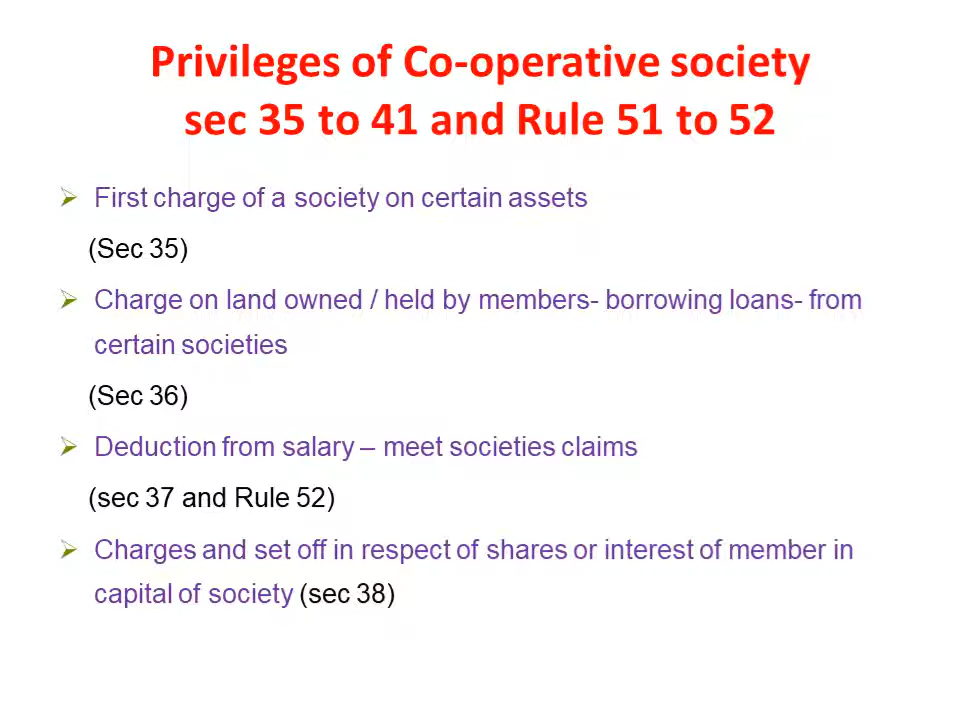 Privileges of Co-operative society
sec 35 to 41 and Rule 51 to 52
First charge of a society on certain assets
(Sec 35)
Charge on land owned / held by members- borrowing loans- from
certain societies
(Sec 36)
Deduction from salary – meet societies claims
(sec 37 and Rule 52)
Charges and set off in respect of shares or interest of member in
capital of society (sec 38)